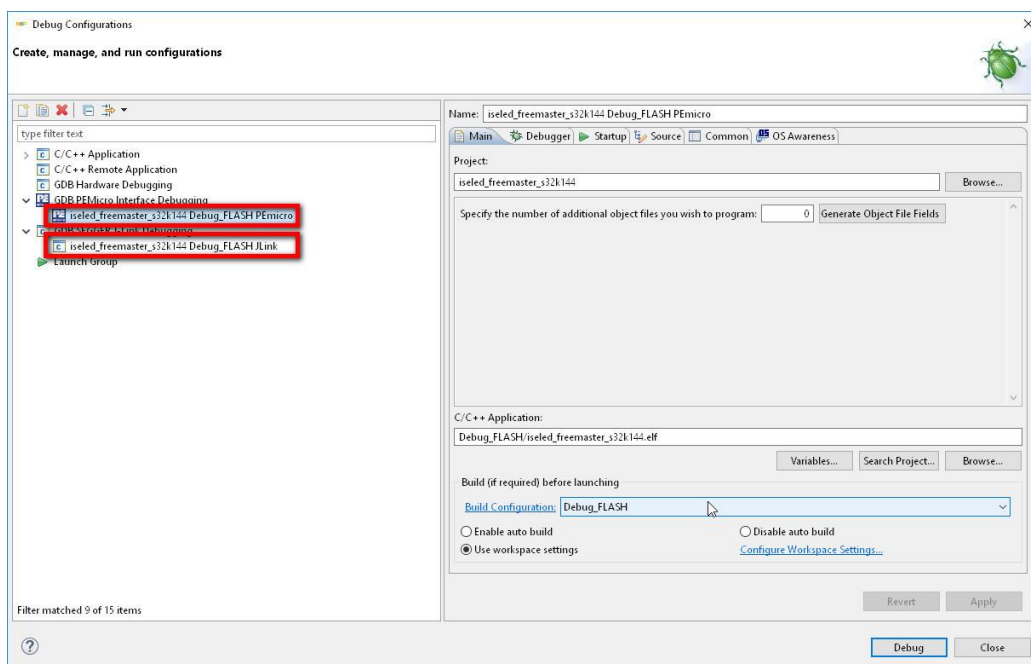 Debug Configurations
Create, manage, and run configurations
type filter text
C/C++ Application
C/C++ Remote Application
GDB Hardware Debugging
GDB PEMicro Interface Debugging
iseled_freemaster_s32k144 Debug_FLASH PEmicro
GDB SEGGER J-Link Debugging
iseled_freemaster_s32k144 Debug_FLASH JLink
Launch Group
Filter matched 9 of 15 items
Name: iseled_freemaster_s32k144 Debug_FLASH PEmicro
Main Debugger Startup Source Common OS Awareness
Project:
iseled_freemaster_s32k144 Browse...
Specify the number of additional object files you wish to program: 0 Generate Object File Fields
C/C++ Application:
Debug_FLASH/iseled_freemaster_s32k144.elf
Variables... Search Project... Browse...
Build (if required) before launching
Build Configuration: Debug_FLASH
Enable auto build Disable auto build
Use workspace settings Configure Workspace Settings...
Revert Apply
Debug Close